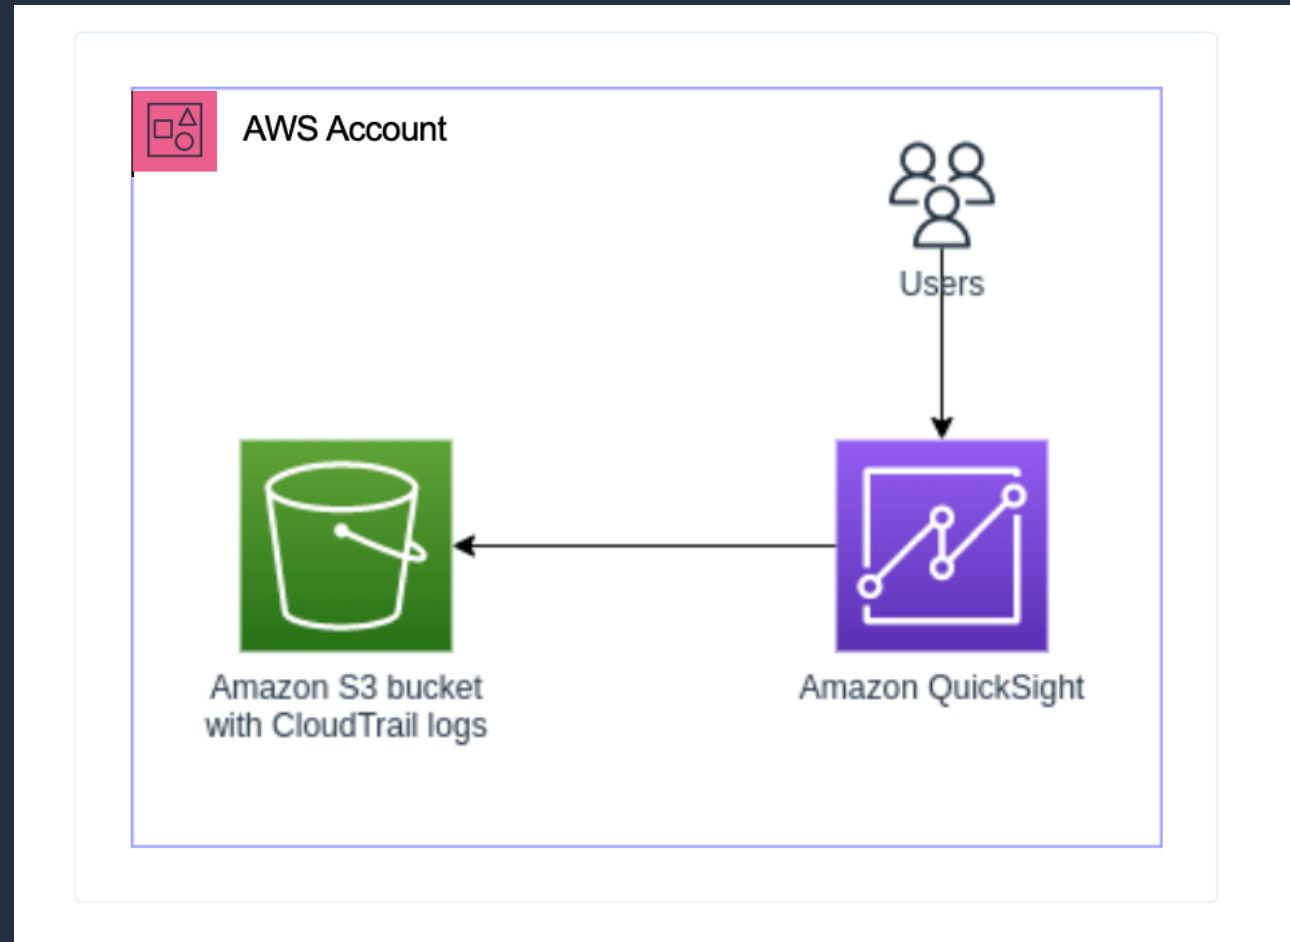 AWS Account
Users
Amazon S3 bucket
with CloudTrail logs
Amazon QuickSight